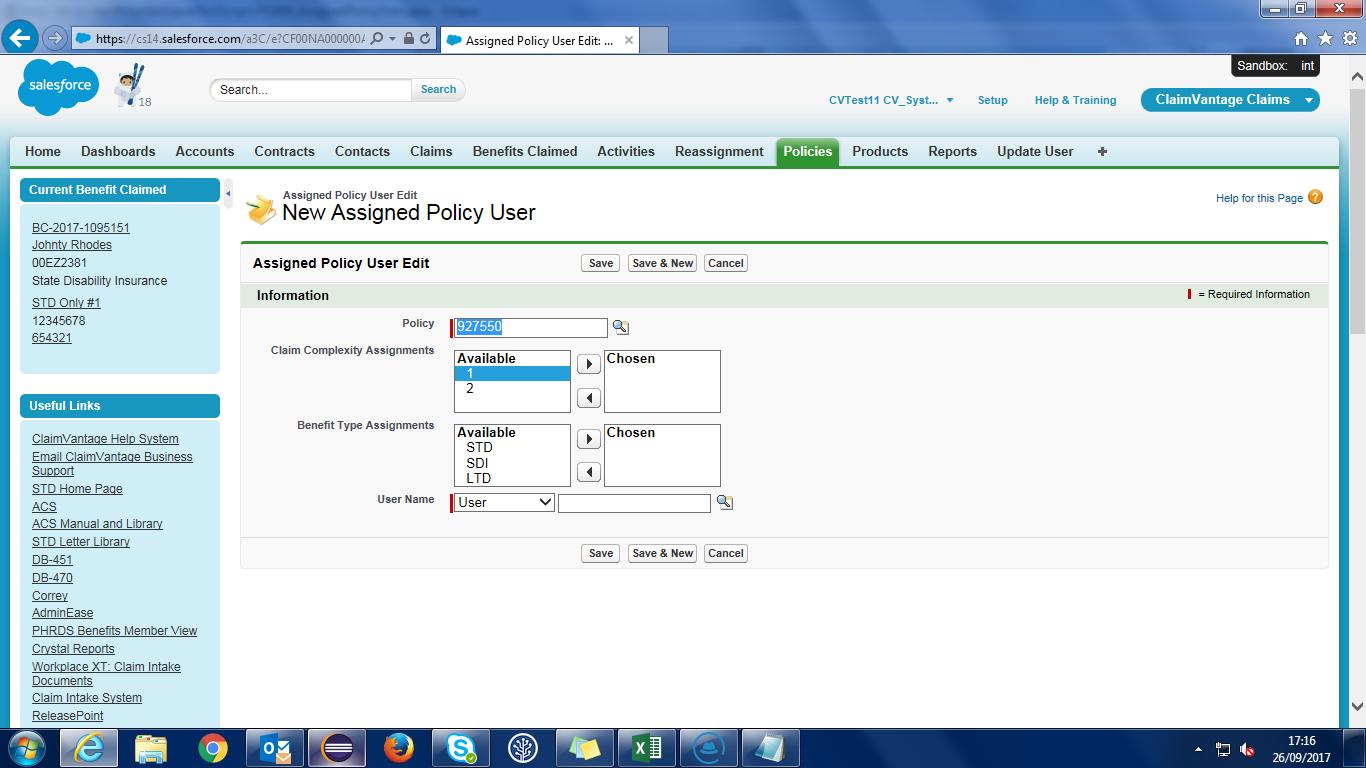 https://cs14.salesforce.com/a3C/e?CF00NA000000
Assigned Policy User Edit: ...
Sandbox: int
salesforce
18
Search...
Search
CVTest11 CV_Syst...
Setup
Help & Training
ClaimVantage Claims
Home Dashboards Accounts Contracts Contacts Claims Benefits Claimed Activities Reassignment Policies Products Reports Update User +
Current Benefit Claimed
BC-2017-1095151
Johnty Rhodes
00EZ2381
State Disability Insurance
STD Only #1
12345678
654321
Useful Links
ClaimVantage Help System
Email ClaimVantage Business
Support
STD Home Page
ACS
ACS Manual and Library
STD Letter Library
DB-451
DB-470
Correy
AdminEase
PHRDS Benefits Member View
Crystal Reports
Workplace XT: Claim Intake
Documents
Claim Intake System
ReleasePoint
Assigned Policy User Edit
New Assigned Policy User
Help for this Page
Assigned Policy User Edit
Save Save & New Cancel
Information
= Required Information
Policy
927550
Claim Complexity Assignments
Available
1
2
Chosen
Benefit Type Assignments
Available
STD
SDI
LTD
Chosen
User Name
User
Save Save & New Cancel
17:16
26/09/2017